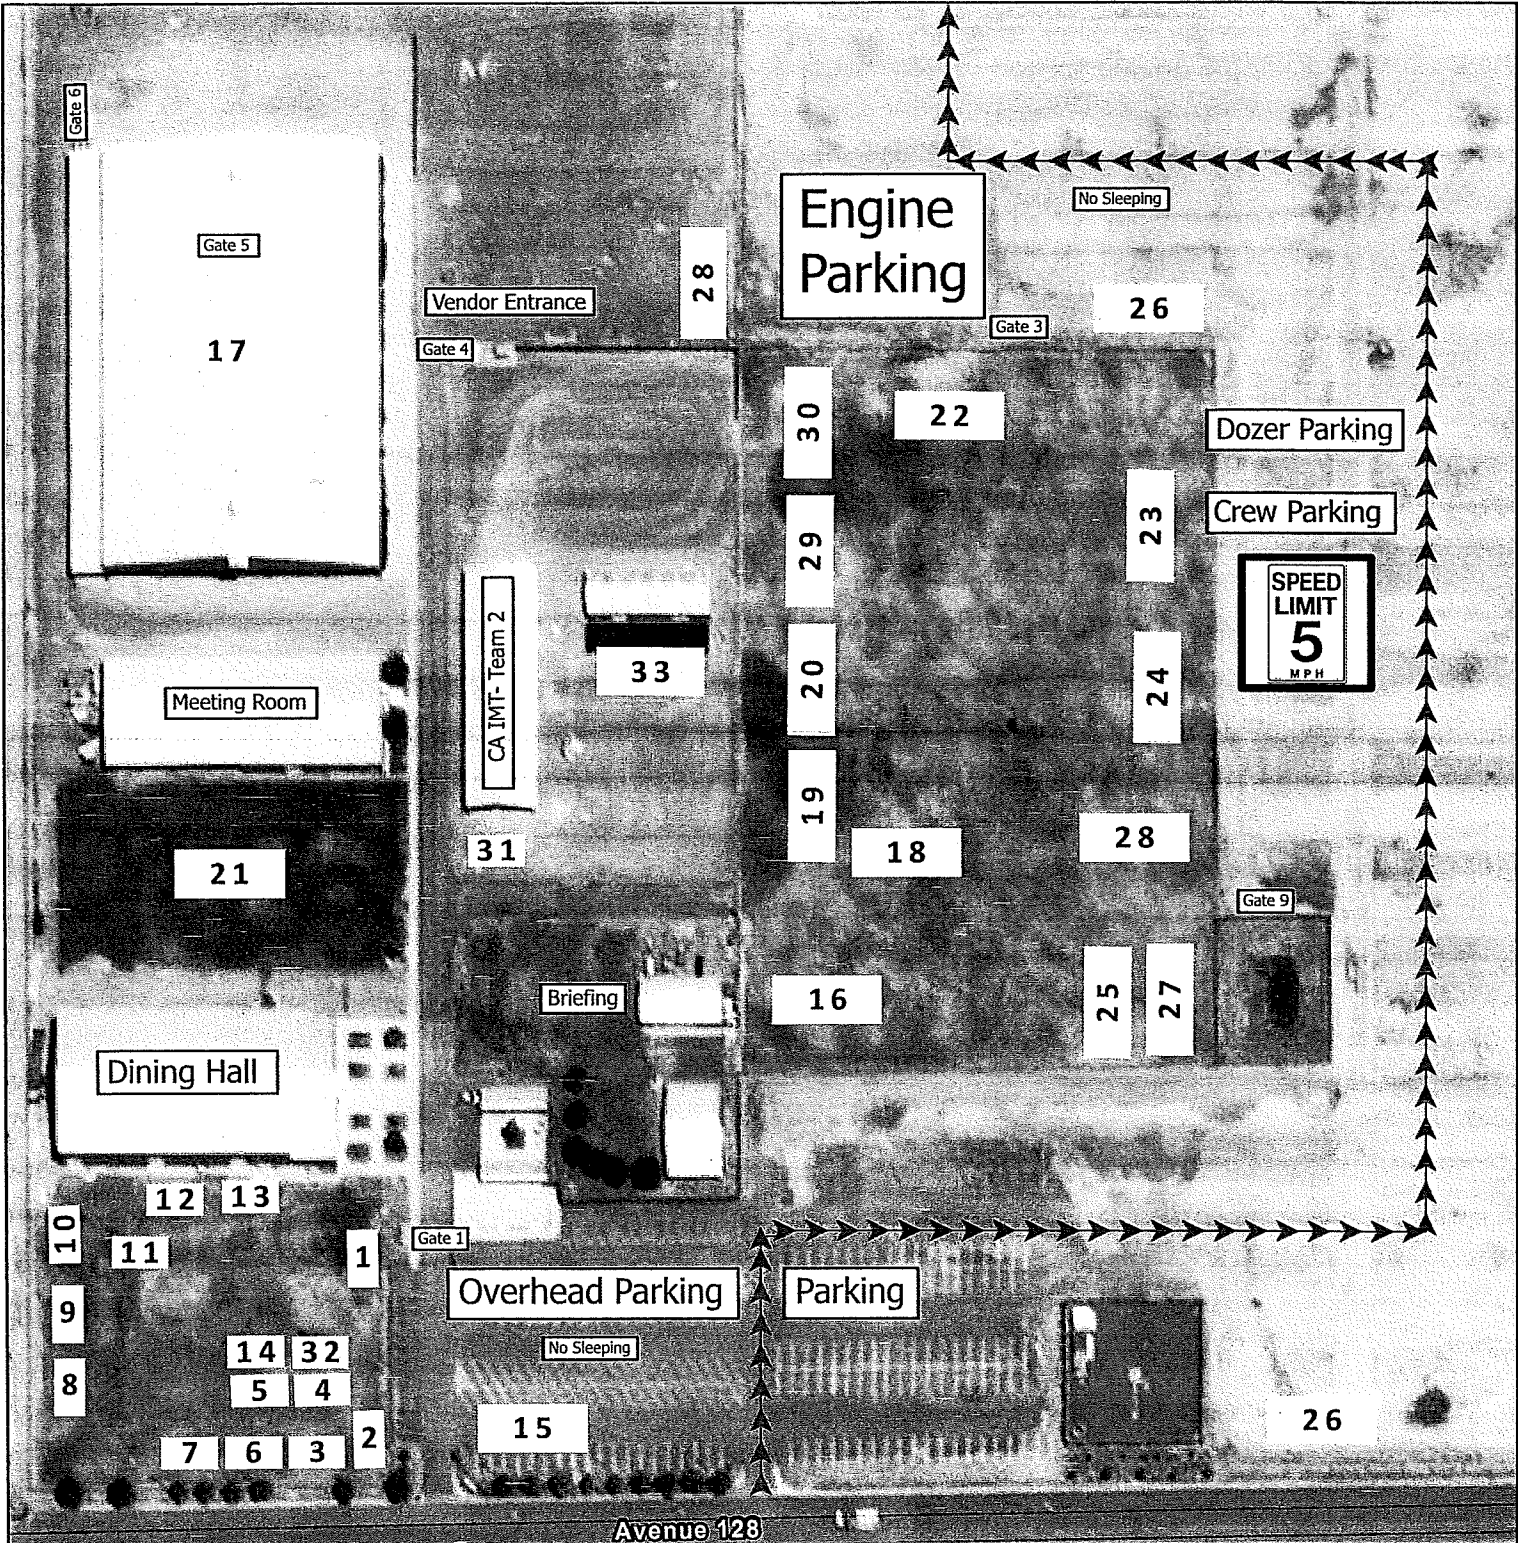 Gate 6
No Sleeping
Engine
Parking
Gate 5
28
Vendor Entrance
26
Gate 3
Gate 4
17
30
22
Dozer Parking
23
Crew Parking
29
SPEED
LIMIT
5
MPH
CA IMT- Team 2
33
20
24
Meeting Room
19
28
31
18
21
Gate 9
Briefing
16
25
27
Dining Hall
12
13
10
11
1
Gate 1
Overhead Parking
Parking
9
No Sleeping
14
32
8
5
4
15
26
7
6
3
2
Avenue 128